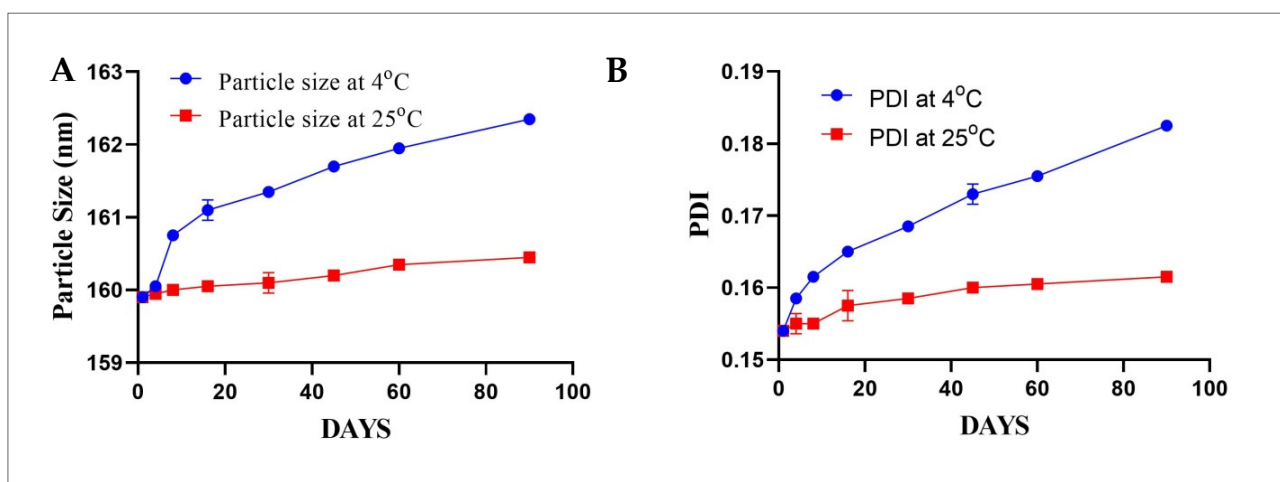 A
163
162
161
160
159
Particle Size (nm)
Particle size at 4°C
Particle size at 25°C
0 20 40 60 80 100
DAYS
B
0.19
0.18
0.17
0.16
0.15
PDI
PDI at 4°C
PDI at 25°C
0 20 40 60 80 100
DAYS